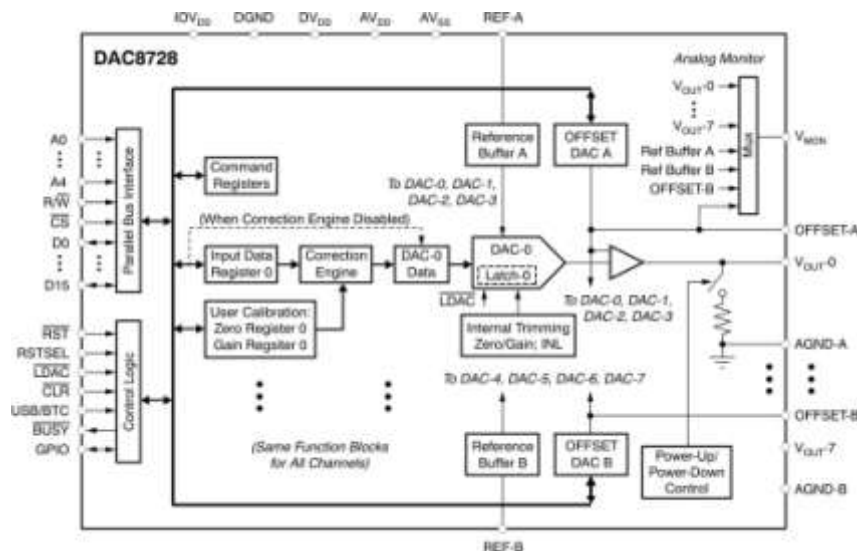 IOVDD DGND DVDD AVDD AVSS REF-A
DAC8728
Analog Monitor
VOUT-0
VOUT-7
Ref Buffer A
Ref Buffer B
OFFSET-B
Mux
VMON
Reference
Buffer A
OFFSET
DAC A
A0
A4
R/W
CS
D0
D15
Parallel Bus Interface
Command
Registers
To DAC-0, DAC-1,
DAC-2, DAC-3
(When Correction Engine Disabled)
OFFSET-A
Input Data
Register 0
Correction
Engine
DAC-0
Data
DAC-0
Latch-0
VOUT-0
LDAC
To DAC-0, DAC-1,
DAC-2, DAC-3
User Calibration:
Zero Register 0
Gain Regsiter 0
Internal Trimming
Zero/Gain; INL
AGND-A
RST
RSTSEL
LDAC
CLR
USB/BTC
BUSY
GPIO
Control Logic
To DAC-4, DAC-5, DAC-6, DAC-7
OFFSET-B
(Same Function Blocks
for All Channels)
Reference
Buffer B
OFFSET
DAC B
Power-Up/
Power-Down
Control
VOUT-7
AGND-B
REF-B